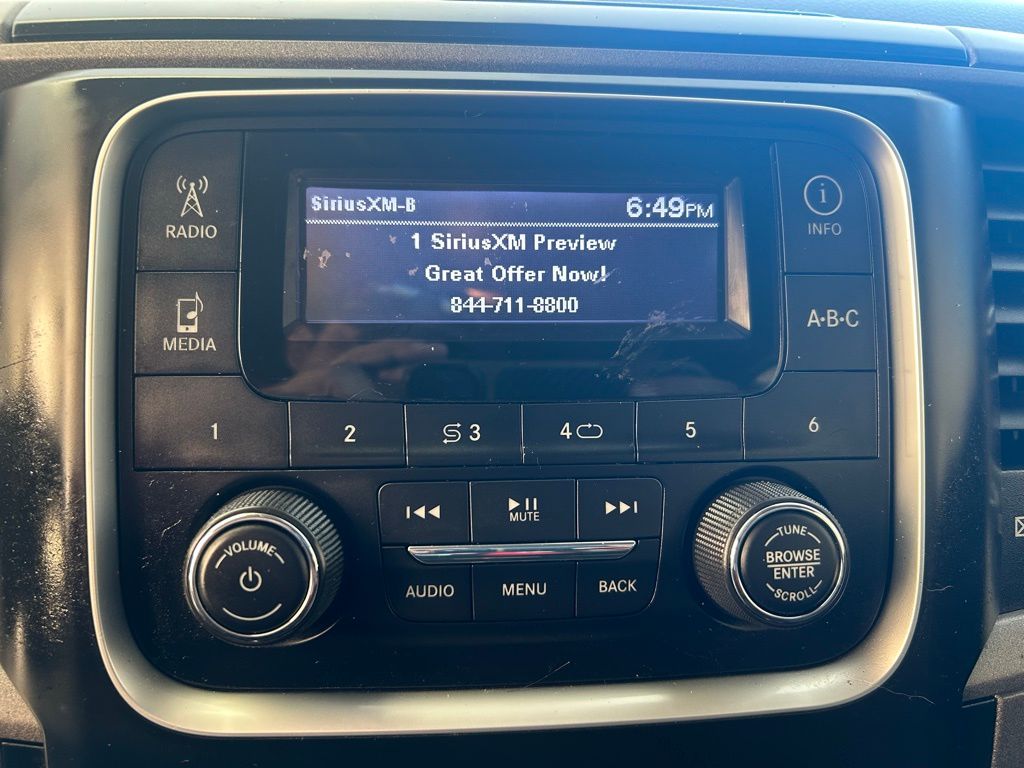 SiriusXM-B 6:49PM
1 SiriusXM Preview
Great Offer Now!
844-711-8800
RADIO
INFO
MEDIA
A•B•C
1 2 3 4 5 6
MUTE
VOLUME
AUDIO MENU BACK
TUNE
BROWSE
ENTER
SCROLL